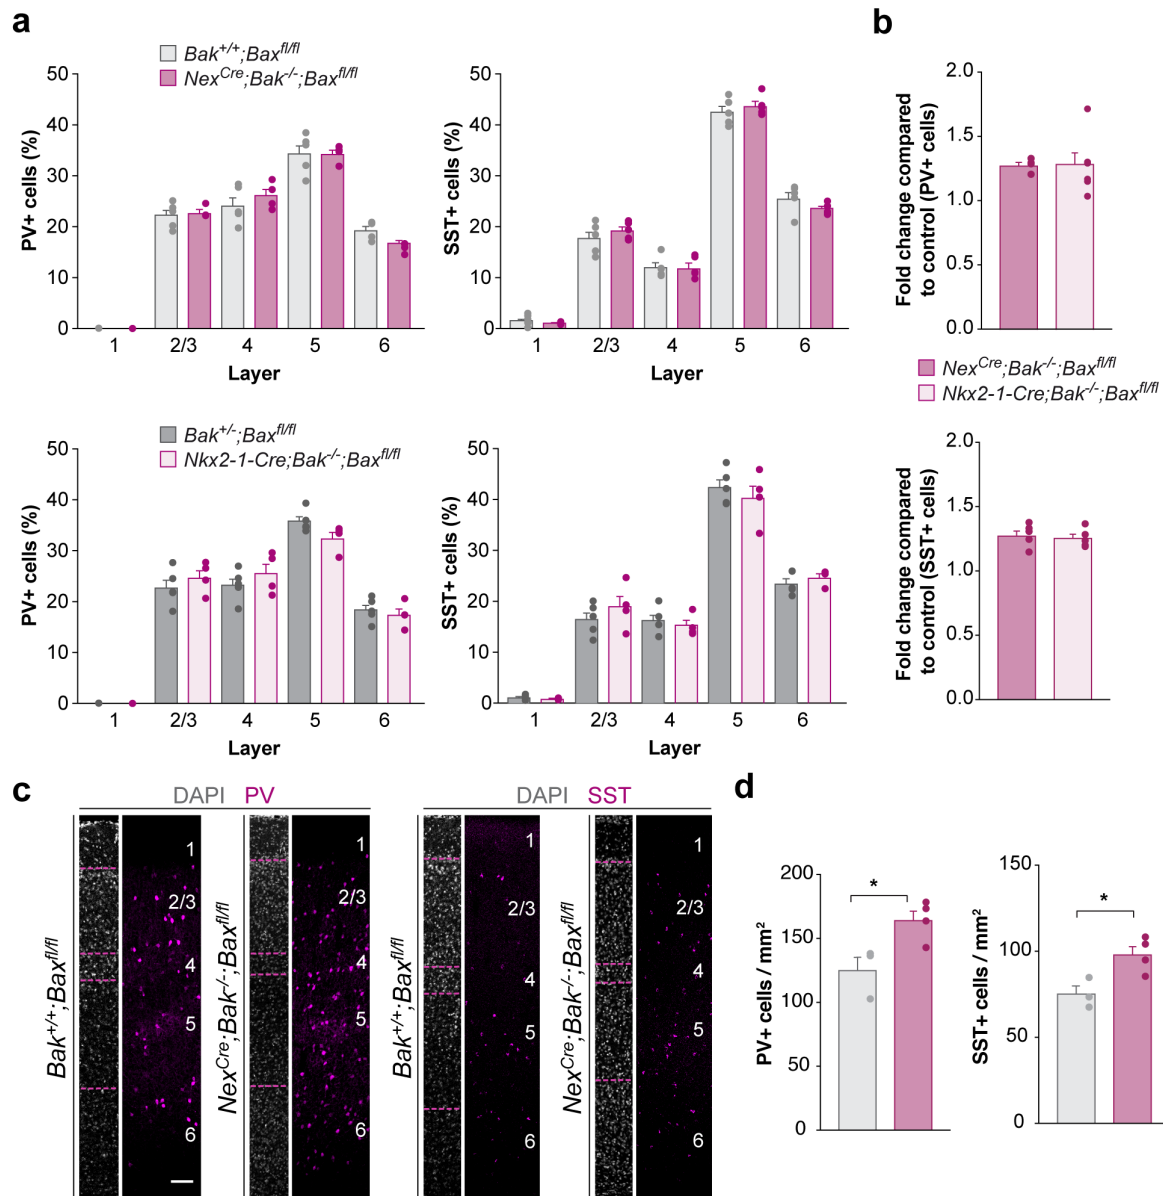 a
Bak+/+;Baxfl/fl
NexCre;Bak-/-;Baxfl/fl
PV+ cells (%)
50
40
30
20
10
0
1
2/3
4
5
6
Layer
SST+ cells (%)
50
40
30
20
10
0
1
2/3
4
5
6
Layer
Bak+/-;Baxfl/fl
Nkx2-1-Cre;Bak-/-;Baxfl/fl
PV+ cells (%)
50
40
30
20
10
0
1
2/3
4
5
6
Layer
SST+ cells (%)
50
40
30
20
10
0
1
2/3
4
5
6
Layer
b
Fold change compared
to control (PV+ cells)
2.0
1.5
1.0
0.5
0.0
NexCre;Bak-/-;Baxfl/fl
Nkx2-1-Cre;Bak-/-;Baxfl/fl
Fold change compared
to control (SST+ cells)
2.0
1.5
1.0
0.5
0.0
c
DAPI PV
Bak+/+;Baxfl/fl
1
2/3
4
5
6
NexCre;Bak-/-;Baxfl/fl
1
2/3
4
5
6
DAPI SST
Bak+/+;Baxfl/fl
1
2/3
4
5
6
NexCre;Bak-/-;Baxfl/fl
1
2/3
4
5
6
d
PV+ cells / mm2
200
150
100
50
0
*
SST+ cells / mm2
150
100
50
0
*